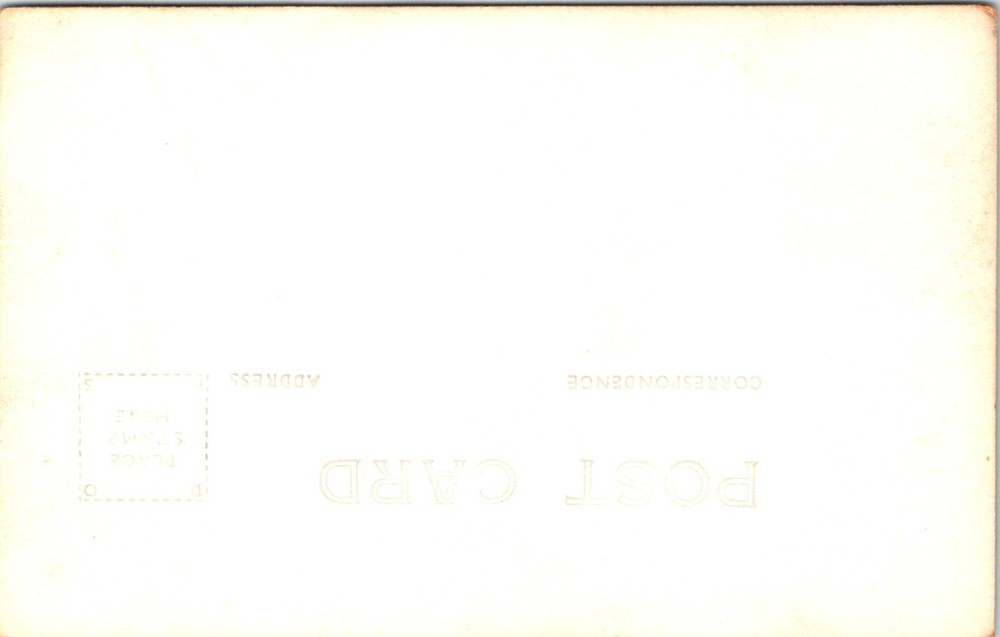 POST CARD
CORRESPONDENCE
ADDRESS
D O
PLACE
STAMP
HERE
P S